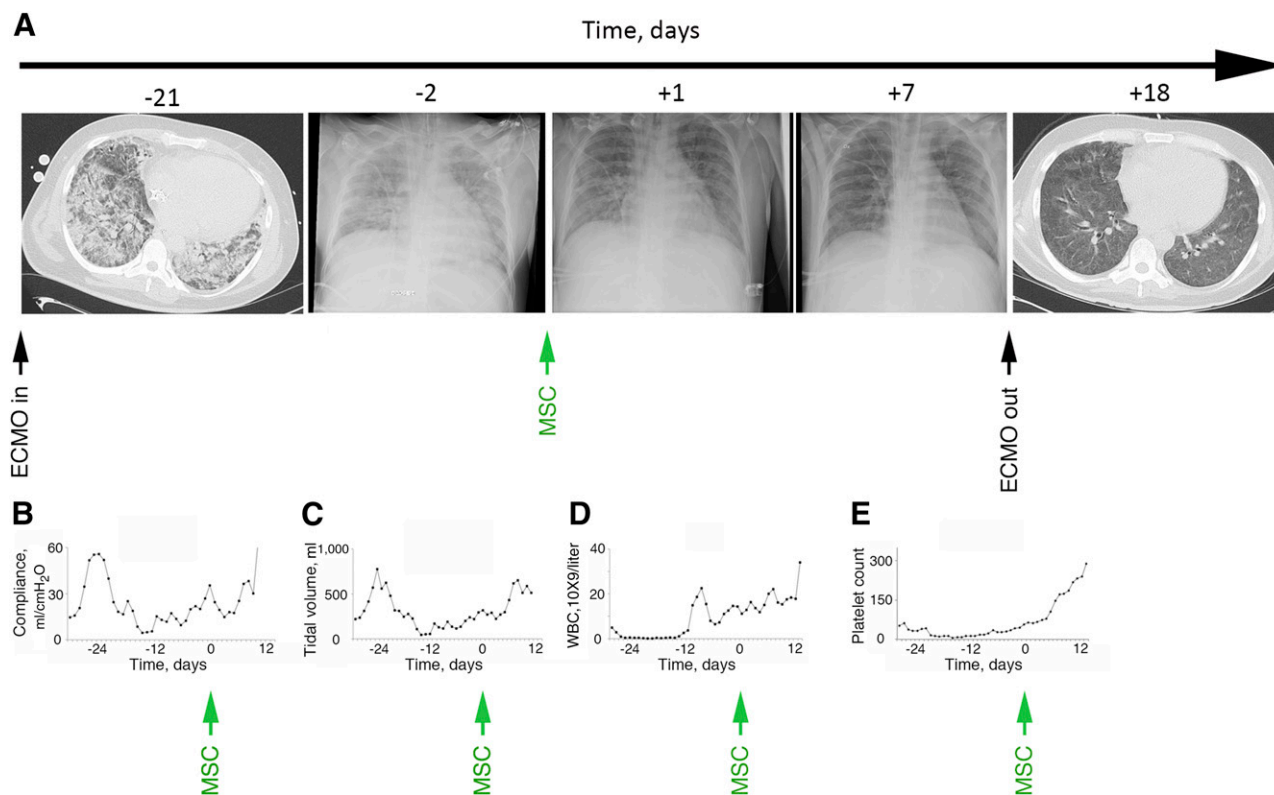 A
Time, days
-21 -2 +1 +7 +18
ECMO in
MSC
ECMO out
B
Compliance,
ml/cmH2O
60
30
0
-24 -12 0 12
Time, days
MSC
C
Tidal volume, ml
1,000
500
0
-24 -12 0 12
Time, days
MSC
D
WBC,10X9/liter
40
20
0
-24 -12 0 12
Time, days
MSC
E
Platelet count
300
150
0
-24 -12 0 12
Time, days
MSC